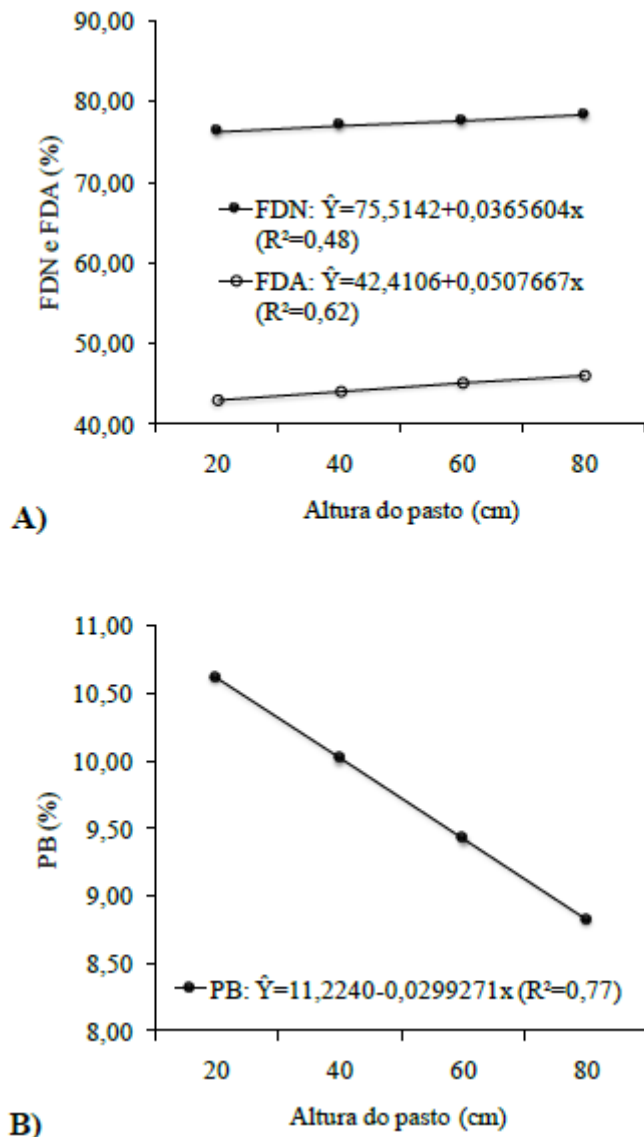 90,00
80,00
70,00
60,00
50,00
40,00
FDN e FDA (%)
FDN: Ŷ=75,5142+0,0365604x
(R²=0,48)
FDA: Ŷ=42,4106+0,0507667x
(R²=0,62)
20 40 60 80
Altura do pasto (cm)
A)
11,00
10,50
10,00
9,50
9,00
8,50
8,00
PB (%)
PB: Ŷ=11,2240-0,0299271x (R²=0,77)
20 40 60 80
Altura do pasto (cm)
B)